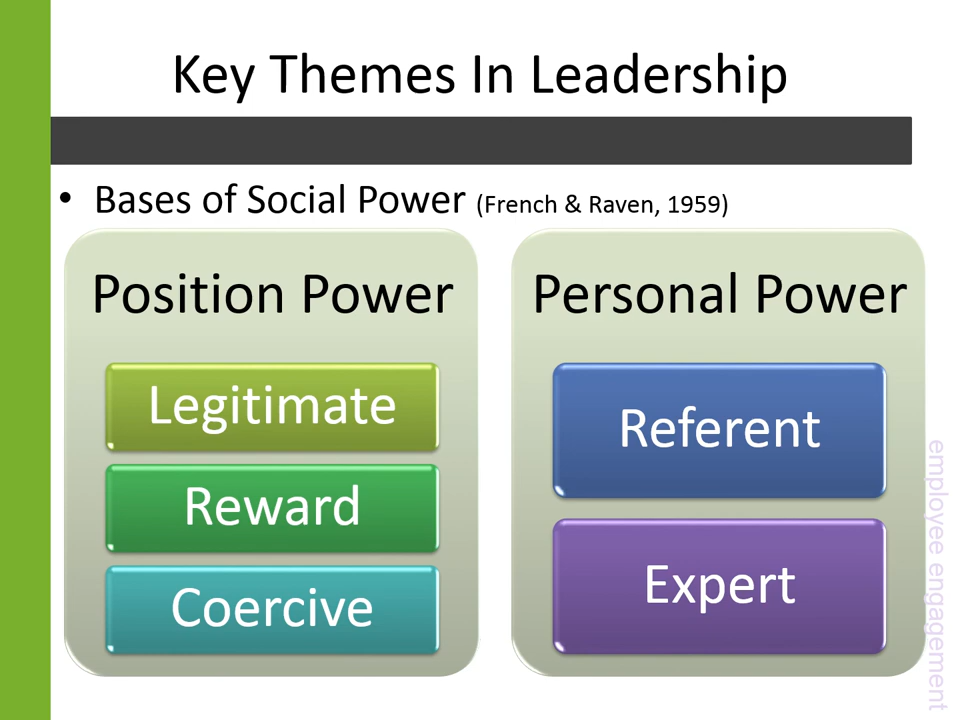 Key Themes In Leadership
• Bases of Social Power (French & Raven, 1959)
Position Power
Legitimate
Reward
Coercive
Personal Power
Referent
Expert
employee engagement